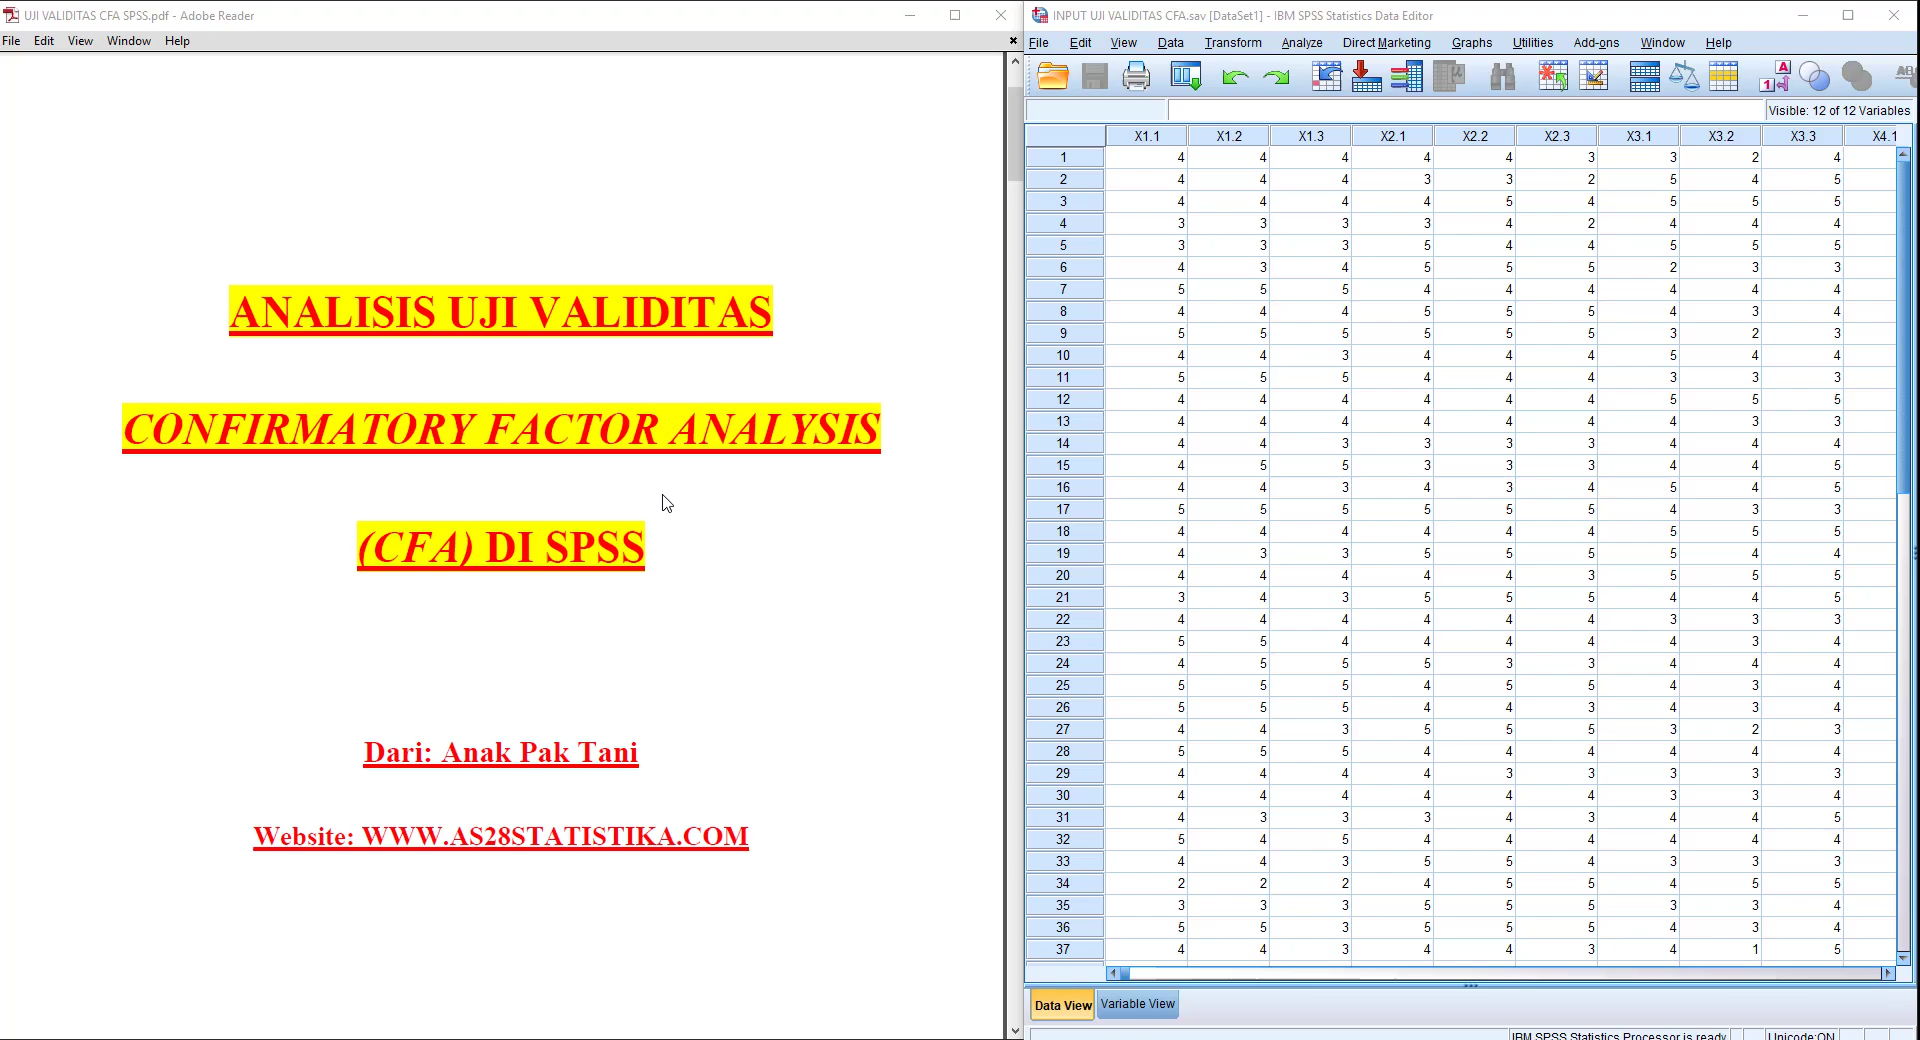 UJI VALIDITAS CFA SPSS.pdf - Adobe Reader
File Edit View Window Help
ANALISIS UJI VALIDITAS
CONFIRMATORY FACTOR ANALYSIS
(CFA) DI SPSS
Dari: Anak Pak Tani
Website: WWW.AS28STATISTIKA.COM
INPUT UJI VALIDITAS CFA.sav [DataSet1] - IBM SPSS Statistics Data Editor
File Edit View Data Transform Analyze Direct Marketing Graphs Utilities Add-ons Window Help
Visible: 12 of 12 Variables
X1.1 X1.2 X1.3 X2.1 X2.2 X2.3 X3.1 X3.2 X3.3 X4.1
1 4 4 4 4 4 3 3 2 4
2 4 4 4 3 3 2 5 4 5
3 4 4 4 4 5 4 5 5 5
4 3 3 3 3 4 2 4 4 4
5 3 3 3 5 4 4 5 5 5
6 4 3 4 5 5 5 2 3 3
7 5 5 5 4 4 4 4 4 4
8 4 4 4 5 5 5 4 3 4
9 5 5 5 5 5 5 3 2 3
10 4 4 3 4 4 4 5 4 4
11 5 5 5 4 4 4 3 3 3
12 4 4 4 4 4 4 5 5 5
13 4 4 4 4 4 4 4 3 3
14 4 4 3 3 3 3 4 4 4
15 4 5 5 3 3 3 4 4 5
16 4 4 3 4 3 4 5 4 5
17 5 5 5 5 5 5 4 3 3
18 4 4 4 4 4 4 5 5 5
19 4 3 3 5 5 5 5 4 4
20 4 4 4 4 4 3 5 5 5
21 3 4 3 5 5 5 4 4 5
22 4 4 4 4 4 4 3 3 3
23 5 5 4 4 4 4 4 3 4
24 4 5 5 5 3 3 4 4 4
25 5 5 5 4 5 5 4 3 4
26 5 5 5 4 4 3 4 3 4
27 4 4 3 5 5 5 3 2 3
28 5 5 5 4 4 4 4 4 4
29 4 4 4 4 3 3 3 3 3
30 4 4 4 4 4 4 3 3 4
31 4 3 3 3 4 3 4 4 5
32 5 4 5 4 4 4 4 4 4
33 4 4 3 5 5 4 3 3 3
34 2 2 2 4 5 5 4 5 5
35 3 3 3 5 5 5 3 3 4
36 5 5 3 5 5 5 4 3 4
37 4 4 3 4 4 3 4 1 5
Data View Variable View
IBM SPSS Statistics Processor is ready Unicode:ON